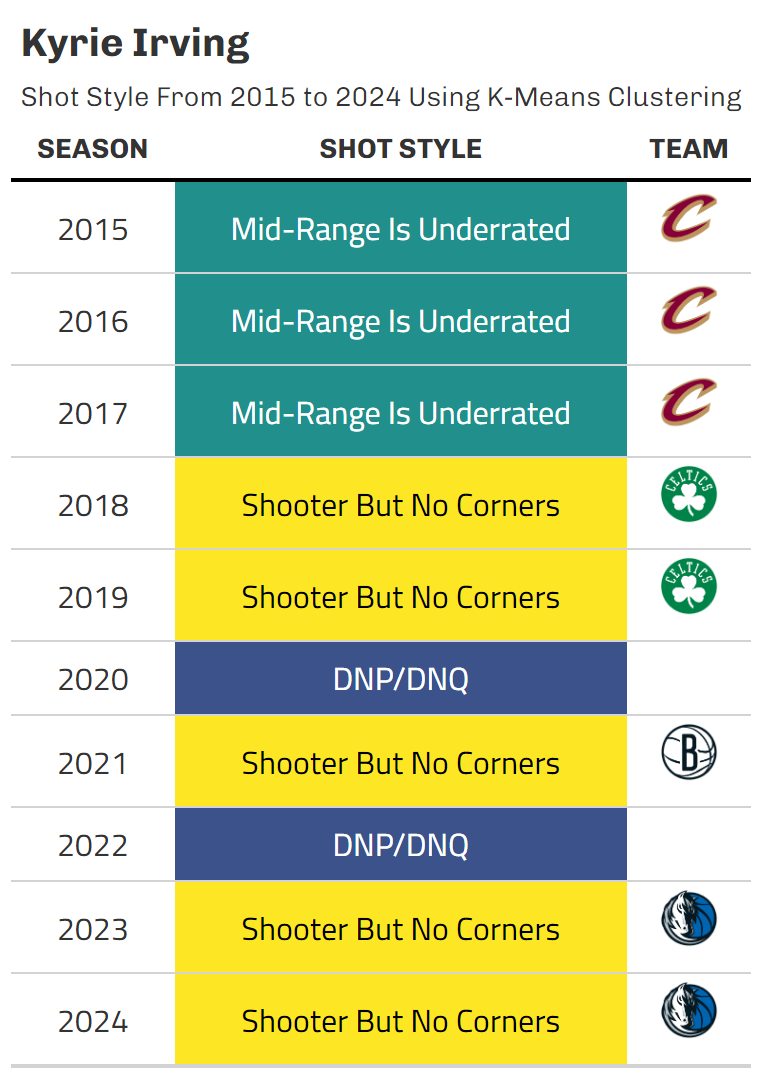 Kyrie Irving
Shot Style From 2015 to 2024 Using K-Means Clustering
SEASON SHOT STYLE TEAM
2015 Mid-Range Is Underrated C
2016 Mid-Range Is Underrated C
2017 Mid-Range Is Underrated C
2018 Shooter But No Corners CELTICS
2019 Shooter But No Corners CELTICS
2020 DNP/DNQ
2021 Shooter But No Corners B
2022 DNP/DNQ
2023 Shooter But No Corners
2024 Shooter But No Corners